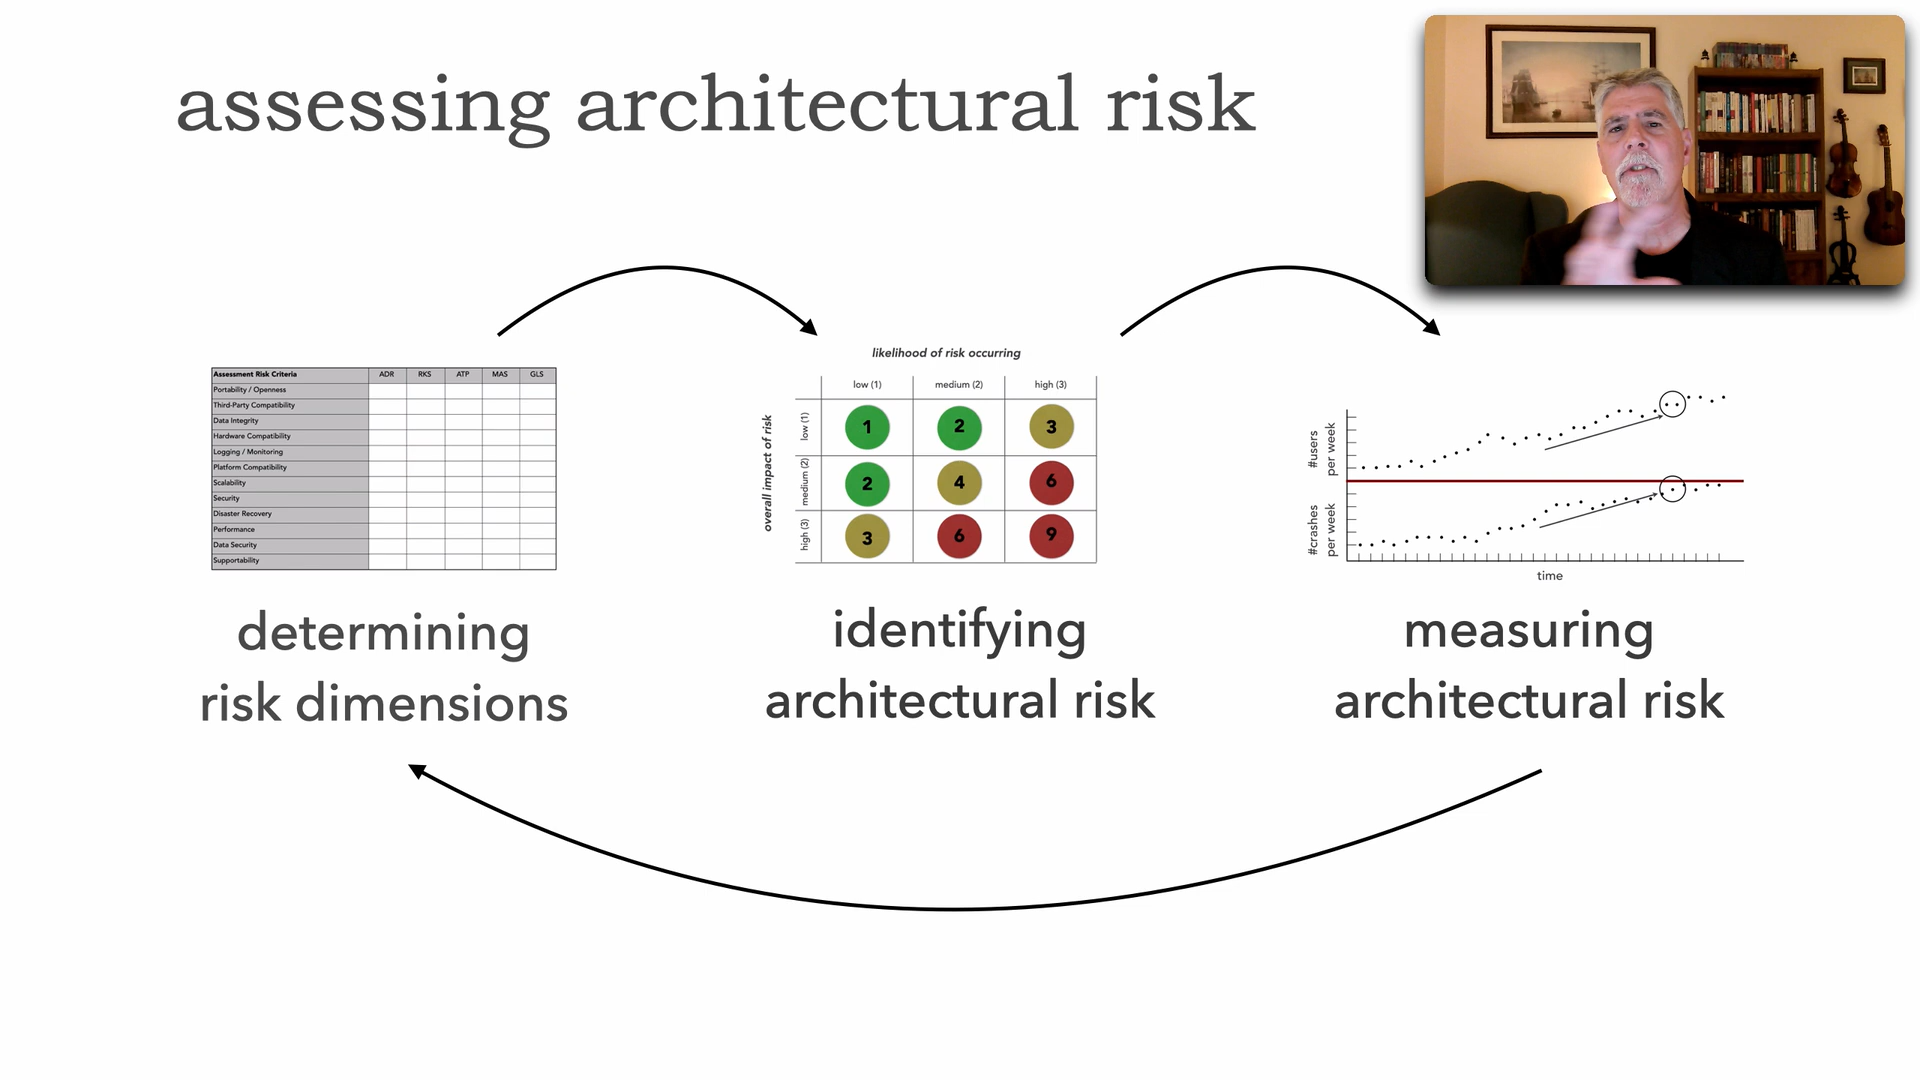 assessing architectural risk
Assessment Risk Criteria ADR RKS ATP MAS GLS
Portability / Openness
Third-Party Compatibility
Data Integrity
Hardware Compatibility
Logging / Monitoring
Platform Compatibility
Scalability
Security
Disaster Recovery
Performance
Data Security
Supportability
determining
risk dimensions
likelihood of risk occurring
low (1) medium (2) high (3)
overall impact of risk
low (1)
1 2 3
medium (2)
2 4 6
high (3)
3 6 9
identifying
architectural risk
#users
per week
#crashes
per week
time
measuring
architectural risk